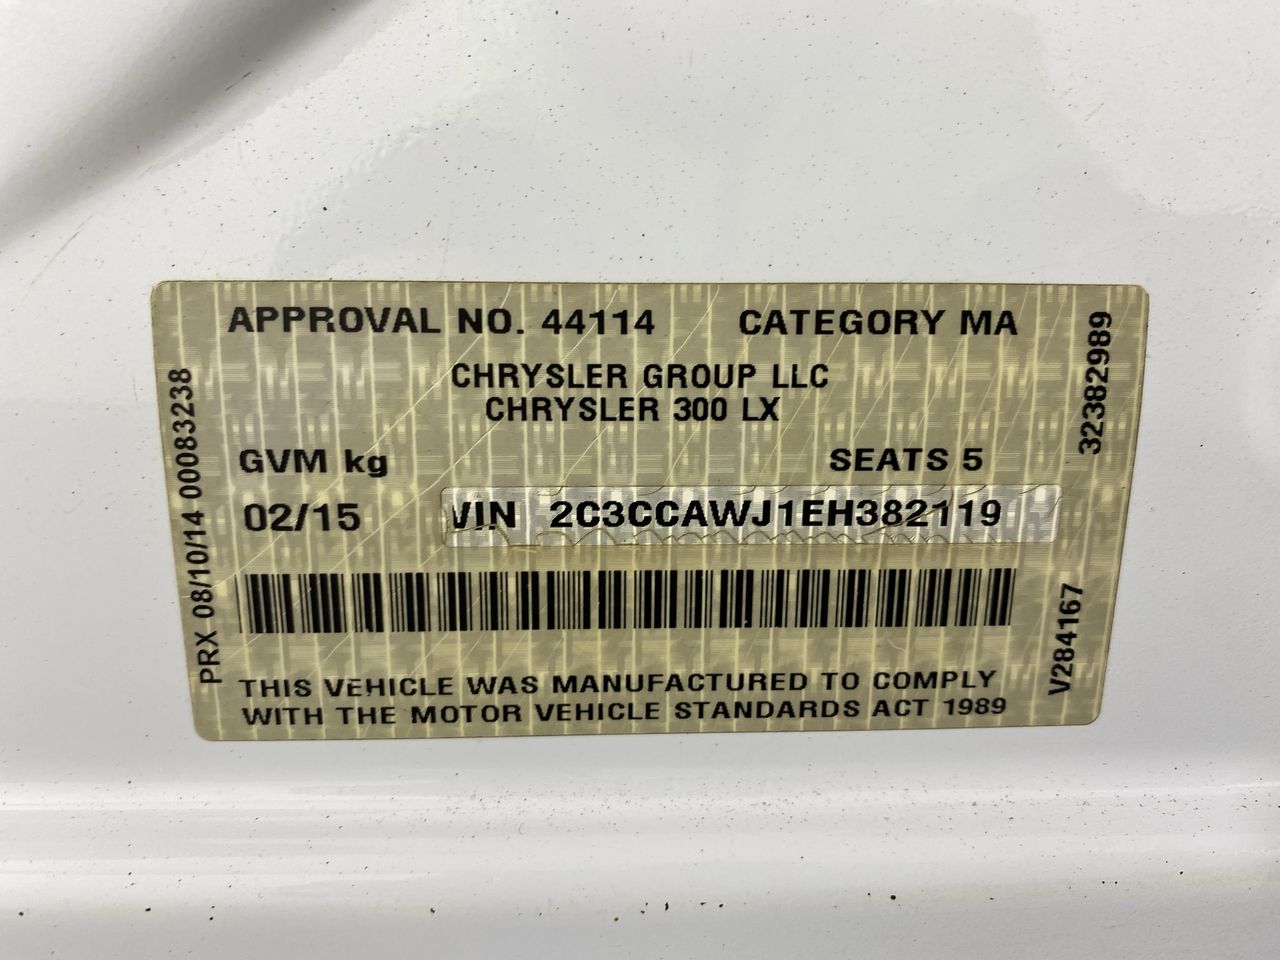 APPROVAL NO. 44114 CATEGORY MA
CHRYSLER GROUP LLC
CHRYSLER 300 LX
GVM kg SEATS 5
02/15 VIN 2C3CCAWJ1EH382119
THIS VEHICLE WAS MANUFACTURED TO COMPLY
WITH THE MOTOR VEHICLE STANDARDS ACT 1989
PRX 08/10/14 00083238
32382989
V284167